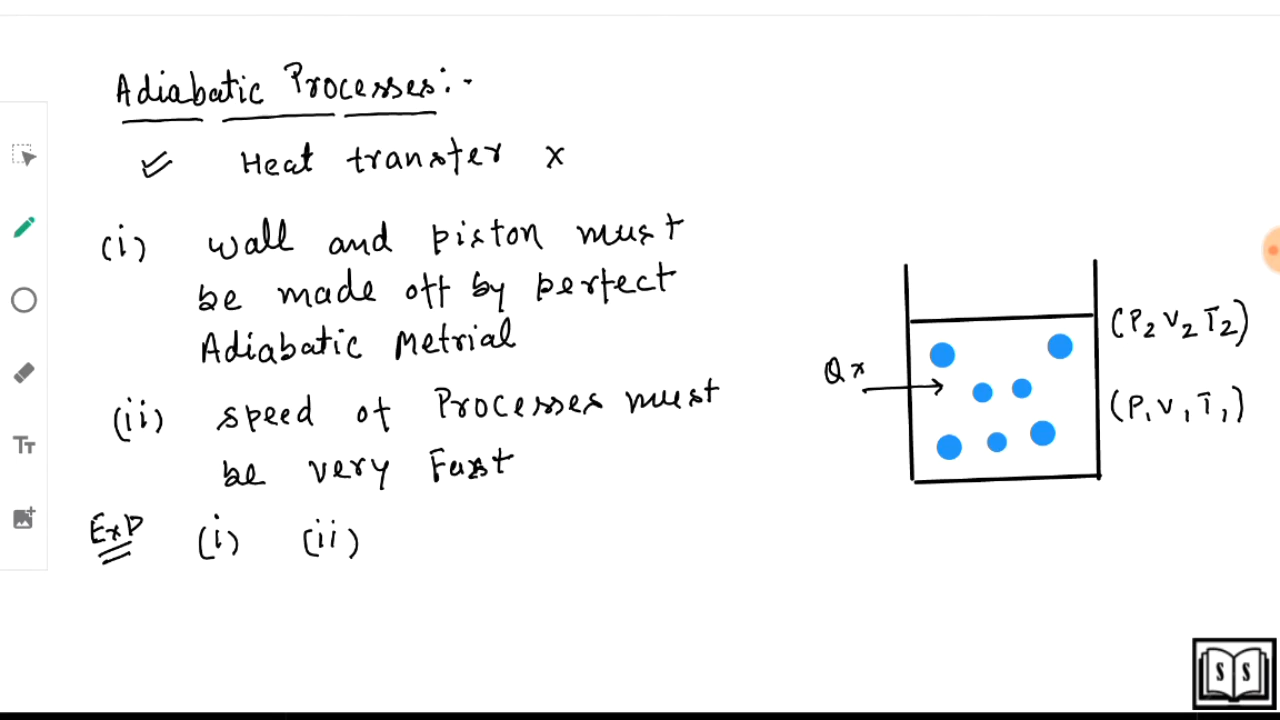 Adiabatic Processes:-
Heat transfer x
(i) wall and piston must
be made off by perfect
Adiabatic Metrial
(ii) speed of Processes must
be very Fast
Exp (i) (ii)
(P2 V2 T2)
Q x
(P1 V1 T1)
Tт
S S